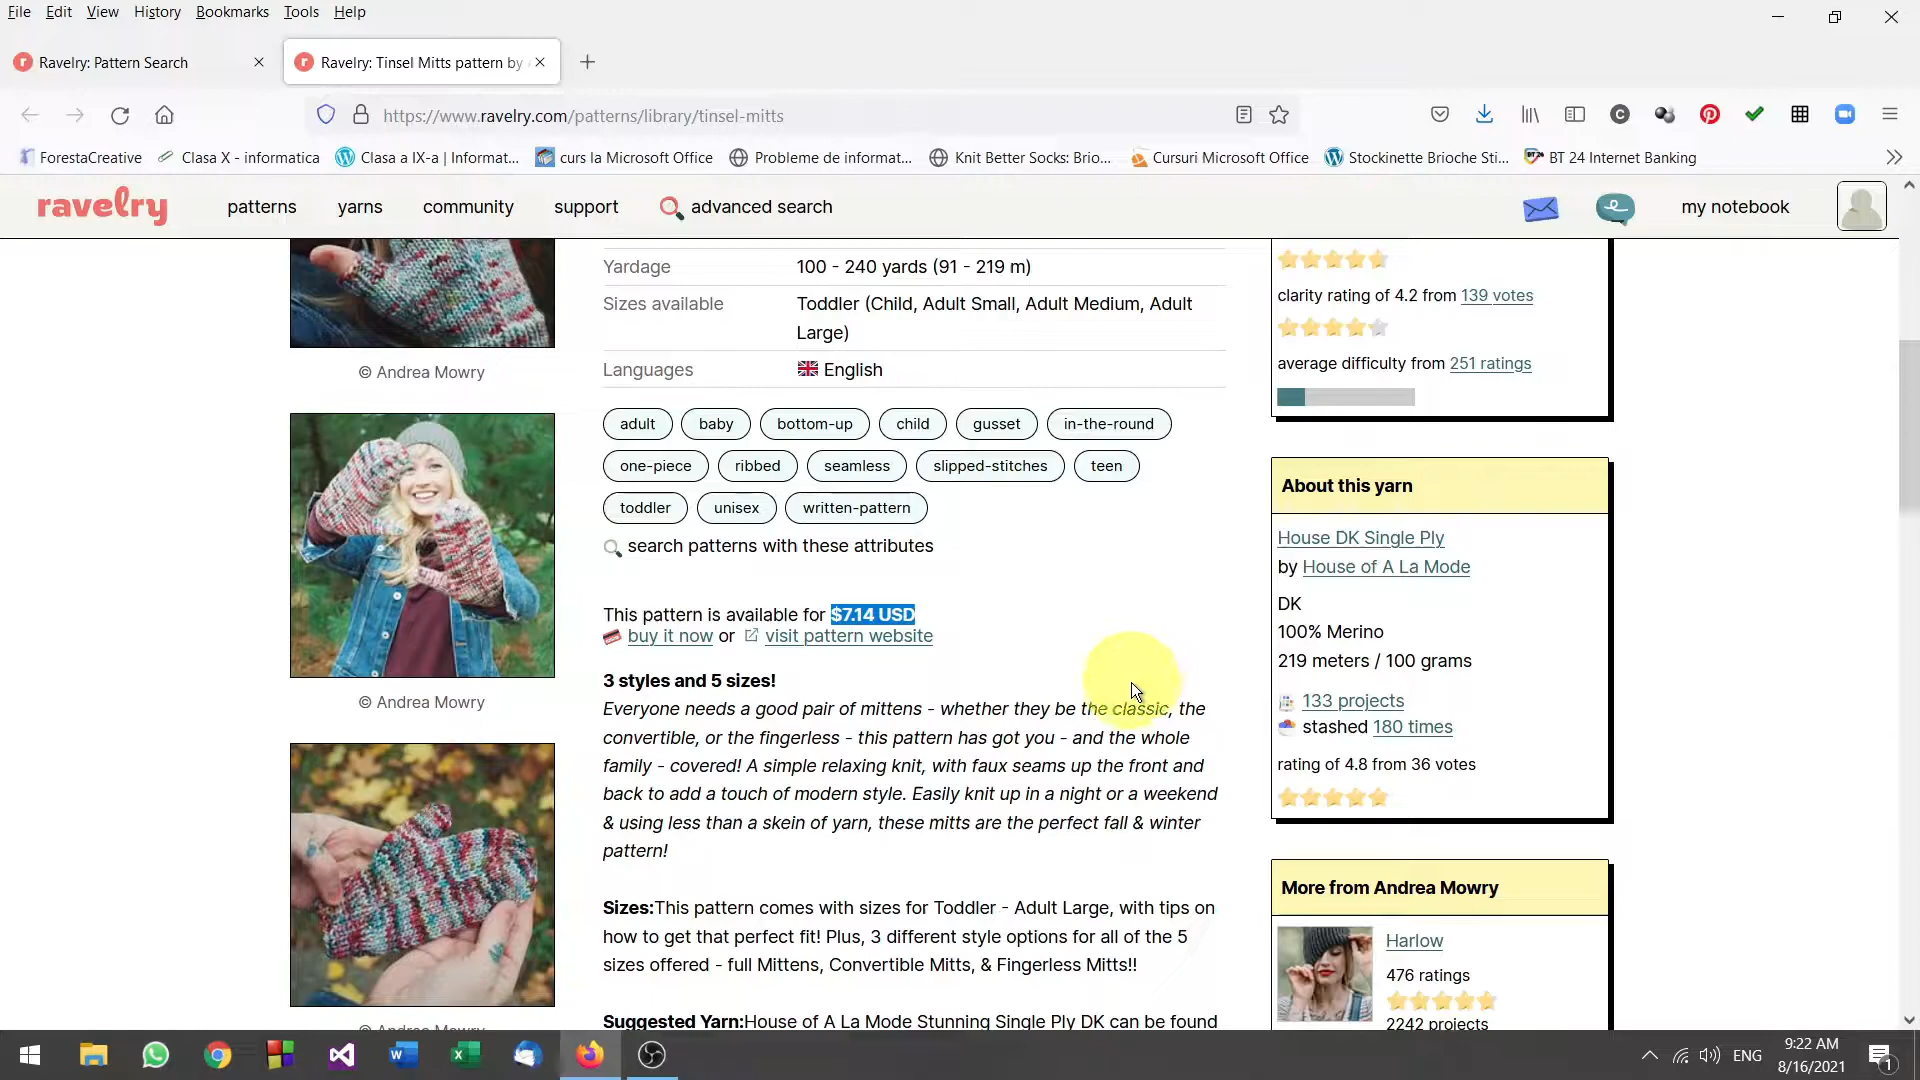 File Edit View History Bookmarks Tools Help
Ravelry: Pattern Search
Ravelry: Tinsel Mitts pattern by
https://www.ravelry.com/patterns/library/tinsel-mitts
ForestaCreative
Clasa X - informatica
Clasa a IX-a | Informat...
curs la Microsoft Office
Probleme de informat...
Knit Better Socks: Brio...
Cursuri Microsoft Office
Stockinette Brioche Sti...
BT 24 Internet Banking
ravelry
patterns yarns community support advanced search
my notebook
Yardage 100 - 240 yards (91 - 219 m)
Sizes available Toddler (Child, Adult Small, Adult Medium, Adult
Large)
Languages English
adult baby bottom-up child gusset in-the-round
one-piece ribbed seamless slipped-stitches teen
toddler unisex written-pattern
search patterns with these attributes
This pattern is available for $7.14 USD
buy it now or visit pattern website
3 styles and 5 sizes!
Everyone needs a good pair of mittens - whether they be the classic, the
convertible, or the fingerless - this pattern has got you - and the whole
family - covered! A simple relaxing knit, with faux seams up the front and
back to add a touch of modern style. Easily knit up in a night or a weekend
& using less than a skein of yarn, these mitts are the perfect fall & winter
pattern!
Sizes:This pattern comes with sizes for Toddler - Adult Large, with tips on
how to get that perfect fit! Plus, 3 different style options for all of the 5
sizes offered - full Mittens, Convertible Mitts, & Fingerless Mitts!!
Suggested Yarn:House of A La Mode Stunning Single Ply DK can be found
© Andrea Mowry
© Andrea Mowry
© Andrea Mowry
clarity rating of 4.2 from 139 votes
average difficulty from 251 ratings
About this yarn
House DK Single Ply
by House of A La Mode
DK
100% Merino
219 meters / 100 grams
133 projects
stashed 180 times
rating of 4.8 from 36 votes
More from Andrea Mowry
Harlow
476 ratings
2242 projects
ENG
9:22 AM
8/16/2021
1